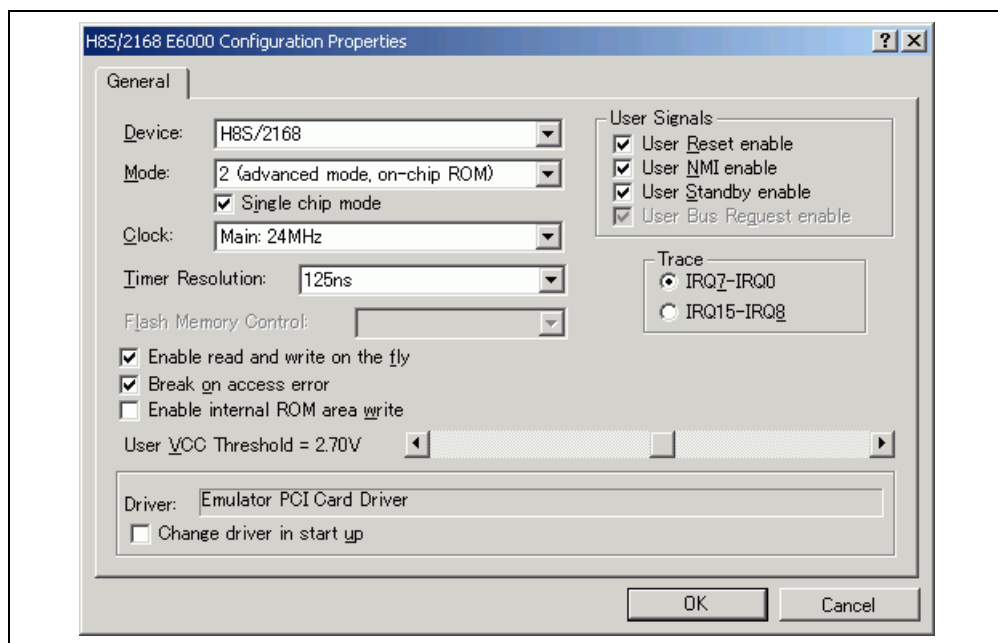 H8S/2168 E6000 Configuration Properties
General
Device: H8S/2168
Mode: 2 (advanced mode, on-chip ROM)
Single chip mode
Clock: Main: 24MHz
Timer Resolution: 125ns
Flash Memory Control:
Enable read and write on the fly
Break on access error
Enable internal ROM area write
User VCC Threshold = 2.70V
User Signals
User Reset enable
User NMI enable
User Standby enable
User Bus Reguest enable
Trace
IRQ7-IRQ0
IRQ15-IRQ8
Driver: Emulator PCI Card Driver
Change driver in start up
OK Cancel